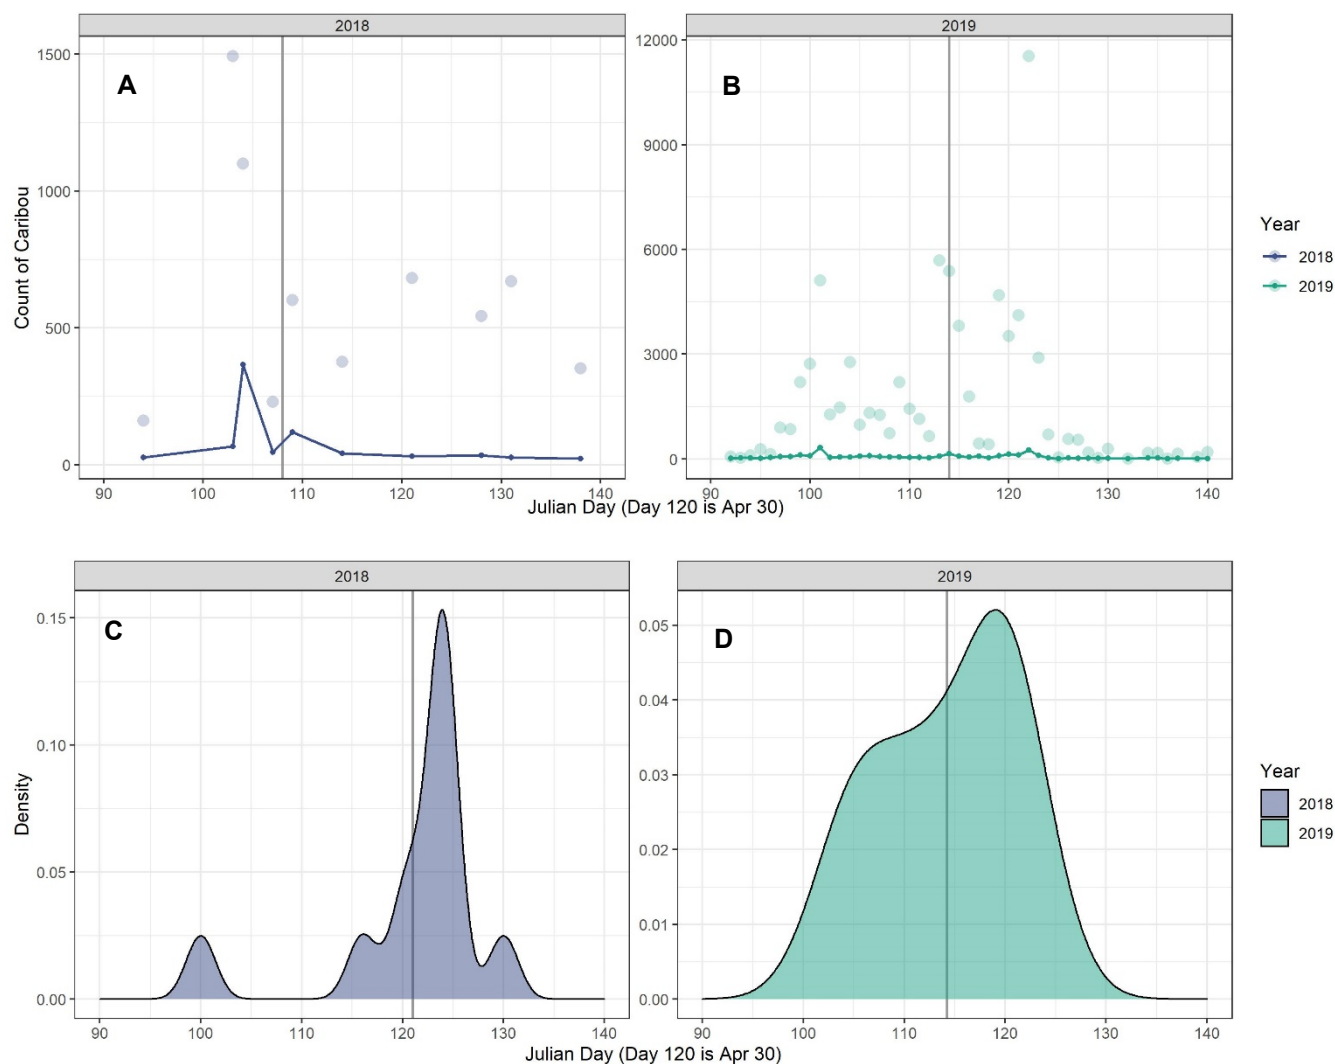 2018
2019
A
B
1500
1000
500
0
12000
9000
6000
3000
0
Count of Caribou
90 100 110 120 130 140
90 100 110 120 130 140
Julian Day (Day 120 is Apr 30)
Year
2018
2019
2018
2019
C
D
0.15
0.10
0.05
0.00
0.05
0.04
0.03
0.02
0.01
0.00
Density
90 100 110 120 130 140
90 100 110 120 130 140
Julian Day (Day 120 is Apr 30)
Year
2018
2019